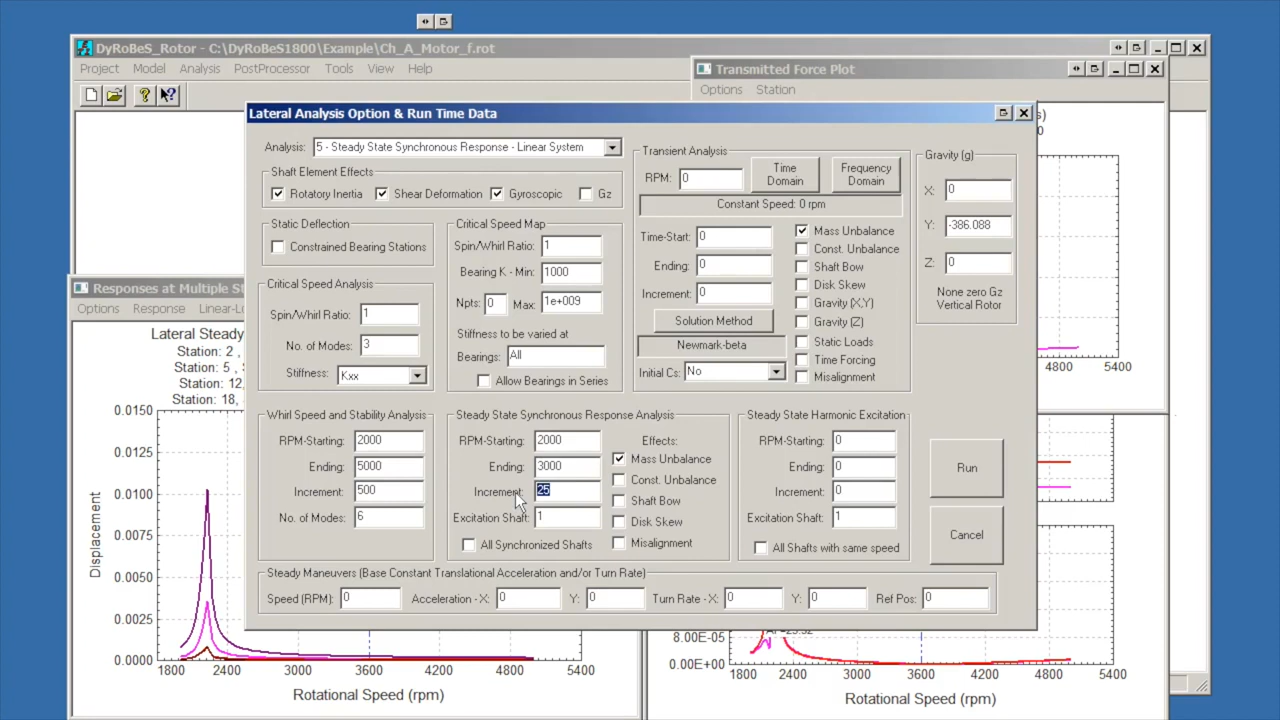 DyRoBeS_Rotor - C:\DyRoBeS1800\Example\Ch_A_Motor_f.rot
Project Model Analysis PostProcessor Tools View Help
Transmitted Force Plot
Options Station
Lateral Analysis Option & Run Time Data
Analysis: 5 - Steady State Synchronous Response - Linear System
Shaft Element Effects
Rotatory Inertia Shear Deformation Gyroscopic Gz
Static Deflection
Constrained Bearing Stations
Critical Speed Analysis
Spin/Whirl Ratio: 1
No. of Modes: 3
Stiffness: Kxx
Critical Speed Map
Spin/Whirl Ratio: 1
Bearing K - Min: 1000
Npts: 0 Max: 1e+009
Stiffness to be varied at
Bearings: All
Allow Bearings in Series
Transient Analysis
RPM: 0 Time Domain Frequency Domain
Constant Speed: 0 rpm
Time-Start: 0
Ending: 0
Increment: 0
Solution Method
Newmark-beta
Initial Cs: No
Mass Unbalance
Const. Unbalance
Shaft Bow
Disk Skew
Gravity (X,Y)
Gravity (Z)
Static Loads
Time Forcing
Misalignment
Gravity (g)
X: 0
Y: -386.088
Z: 0
None zero Gz
Vertical Rotor
Whirl Speed and Stability Analysis
RPM-Starting: 2000
Ending: 5000
Increment: 500
No. of Modes: 6
Steady State Synchronous Response Analysis
RPM-Starting: 2000
Ending: 3000
Increment: 25
Excitation Shaft: 1
All Synchronized Shafts
Effects:
Mass Unbalance
Const. Unbalance
Shaft Bow
Disk Skew
Misalignment
Steady State Harmonic Excitation
RPM-Starting: 0
Ending: 0
Increment: 0
Excitation Shaft: 1
All Shafts with same speed
Run
Cancel
Steady Maneuvers (Base Constant Translational Acceleration and/or Turn Rate)
Speed (RPM): 0 Acceleration - X: 0 Y: 0 Turn Rate - X: 0 Y: 0 Ref Pos: 0
Responses at Multiple St
Options Response Linear-Lo
Lateral Steady
Station: 2 ,
Station: 5 ,
Station: 12,
Station: 18,
0.0150
0.0125
0.0100
0.0075
0.0050
0.0025
0.0000
Displacement
1800 2400 3000 3600 4200 4800 5400
Rotational Speed (rpm)
4800 5400
8.00E-05
0.00E+00
1800 2400 3000 3600 4200 4800 5400
Rotational Speed (rpm)